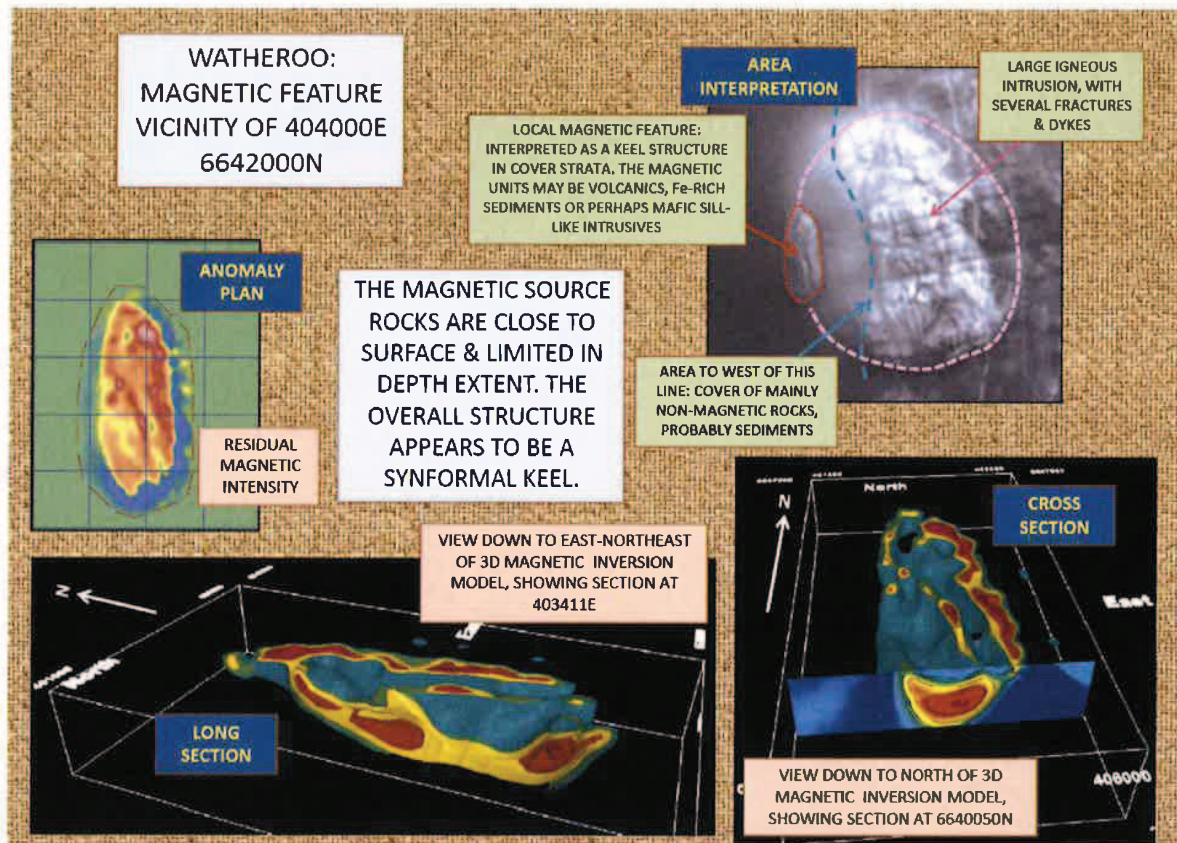 WATHEROO:
MAGNETIC FEATURE
VICINITY OF 404000E
6642000N
AREA
INTERPRETATION
LARGE IGNEOUS
INTRUSION, WITH
SEVERAL FRACTURES
& DYKES
LOCAL MAGNETIC FEATURE:
INTERPRETED AS A KEEL STRUCTURE
IN COVER STRATA. THE MAGNETIC
UNITS MAY BE VOLCANICS, Fe-RICH
SEDIMENTS OR PERHAPS MAFIC SILL-
LIKE INTRUSIVES
ANOMALY
PLAN
THE MAGNETIC SOURCE
ROCKS ARE CLOSE TO
SURFACE & LIMITED IN
DEPTH EXTENT. THE
OVERALL STRUCTURE
APPEARS TO BE A
SYNFORMAL KEEL.
AREA TO WEST OF THIS
LINE: COVER OF MAINLY
NON-MAGNETIC ROCKS,
PROBABLY SEDIMENTS
RESIDUAL
MAGNETIC
INTENSITY
VIEW DOWN TO EAST-NORTHEAST
OF 3D MAGNETIC INVERSION
MODEL, SHOWING SECTION AT
403411E
N
North
LONG
SECTION
North
N
CROSS
SECTION
East
408000
VIEW DOWN TO NORTH OF 3D
MAGNETIC INVERSION MODEL,
SHOWING SECTION AT 6640050N